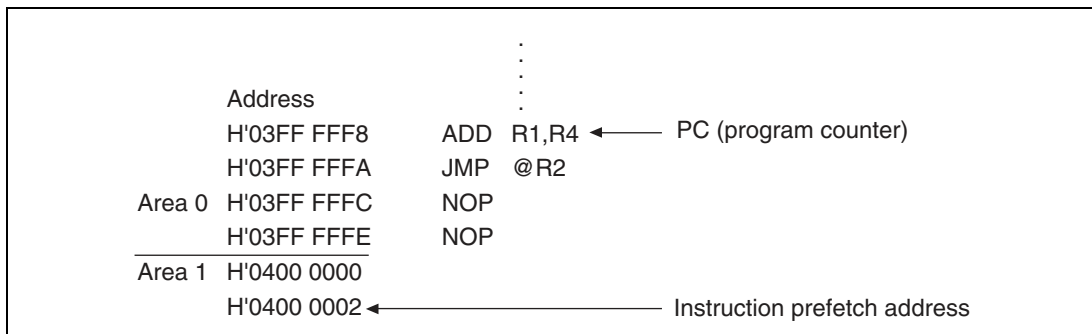 .
.
.
.
.
Address
H'03FF FFF8 ADD R1,R4 PC (program counter)
H'03FF FFFA JMP @R2
Area 0 H'03FF FFFC NOP
H'03FF FFFE NOP
Area 1 H'0400 0000
H'0400 0002 Instruction prefetch address